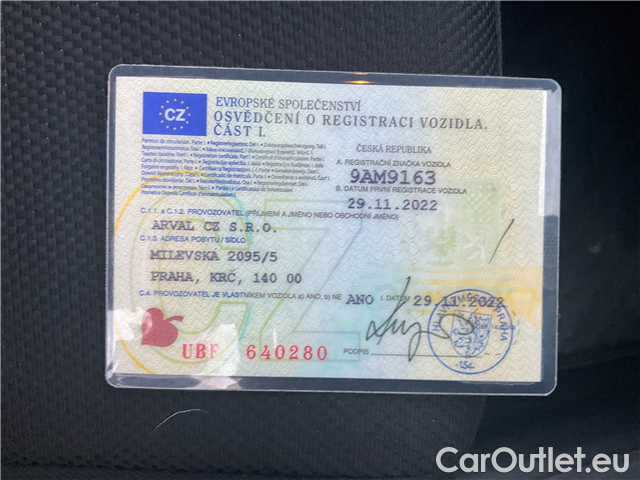 CZ
EVROPSKÉ SPOLEČENSTVÍ
OSVĚDČENÍ O REGISTRACI VOZIDLA.
ČÁST I.
ČESKÁ REPUBLIKA
A. REGISTRAČNÍ ZNAČKA VOZIDLA
9AM9163
B. DATUM PRVNÍ REGISTRACE VOZIDLA
29.11.2022
C.1.1. a C.1.2. PROVOZOVATEL (PŘÍJMENÍ A JMÉNO NEBO OBCHODNÍ JMÉNO)
ARVAL CZ S.R.O.
C.1.3. ADRESA POBYTU / SÍDLO
MILEVSKÁ 2095/5
PRAHA, KRČ, 140 00
C.4. PROVOZOVATEL JE VLASTNÍKEM VOZIDLA a) ANO, b) NE ANO I. DATUM 29.11.2022
UBF 640280
PODPIS
HLAVNÍ MĚSTO PRAHA
CarOutlet.eu